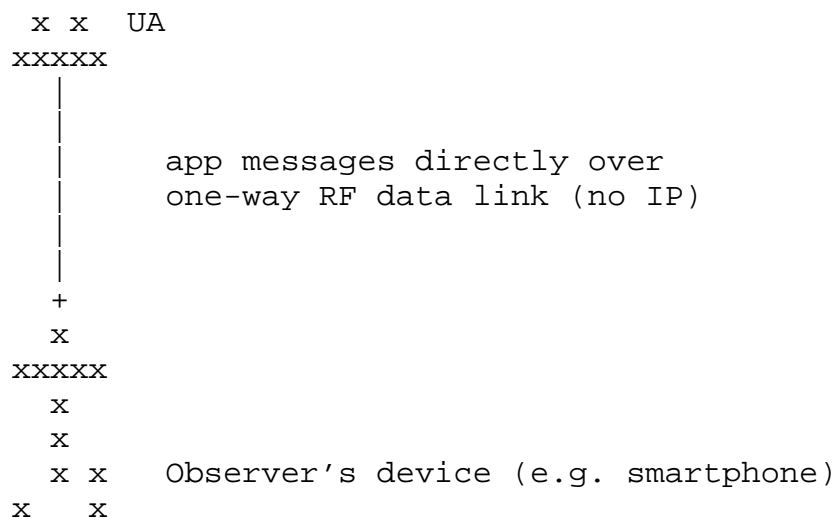 x x UA
xxxxx
|
|
| app messages directly over
| one-way RF data link (no IP)
|
|
+
x
xxxxx
x
x
x x Observer's device (e.g. smartphone)
x x